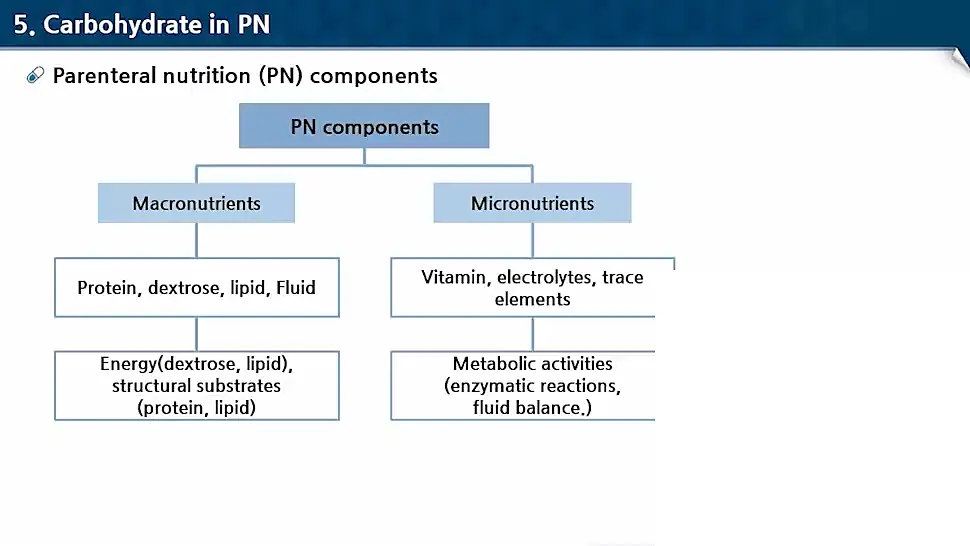 5. Carbohydrate in PN
Parenteral nutrition (PN) components
PN components
Macronutrients
Micronutrients
Protein, dextrose, lipid, Fluid
Vitamin, electrolytes, trace
elements
Energy(dextrose, lipid),
structural substrates
(protein, lipid)
Metabolic activities
(enzymatic reactions,
fluid balance.)